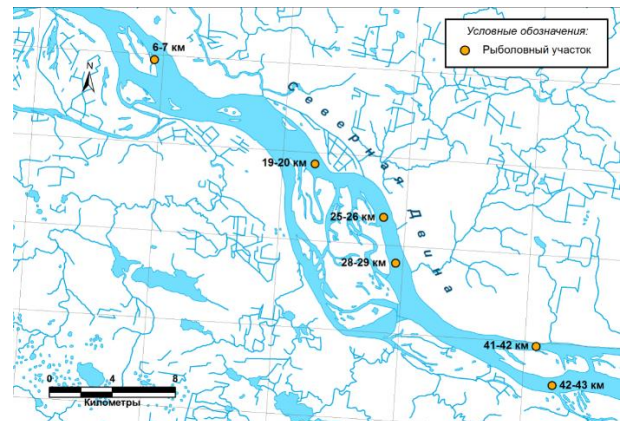 Условные обозначения:
Рыболовный участок
6-7 км
N
Северная Двина
19-20 км
25-26 км
28-29 км
41-42 км
42-43 км
0 4 8
Километры